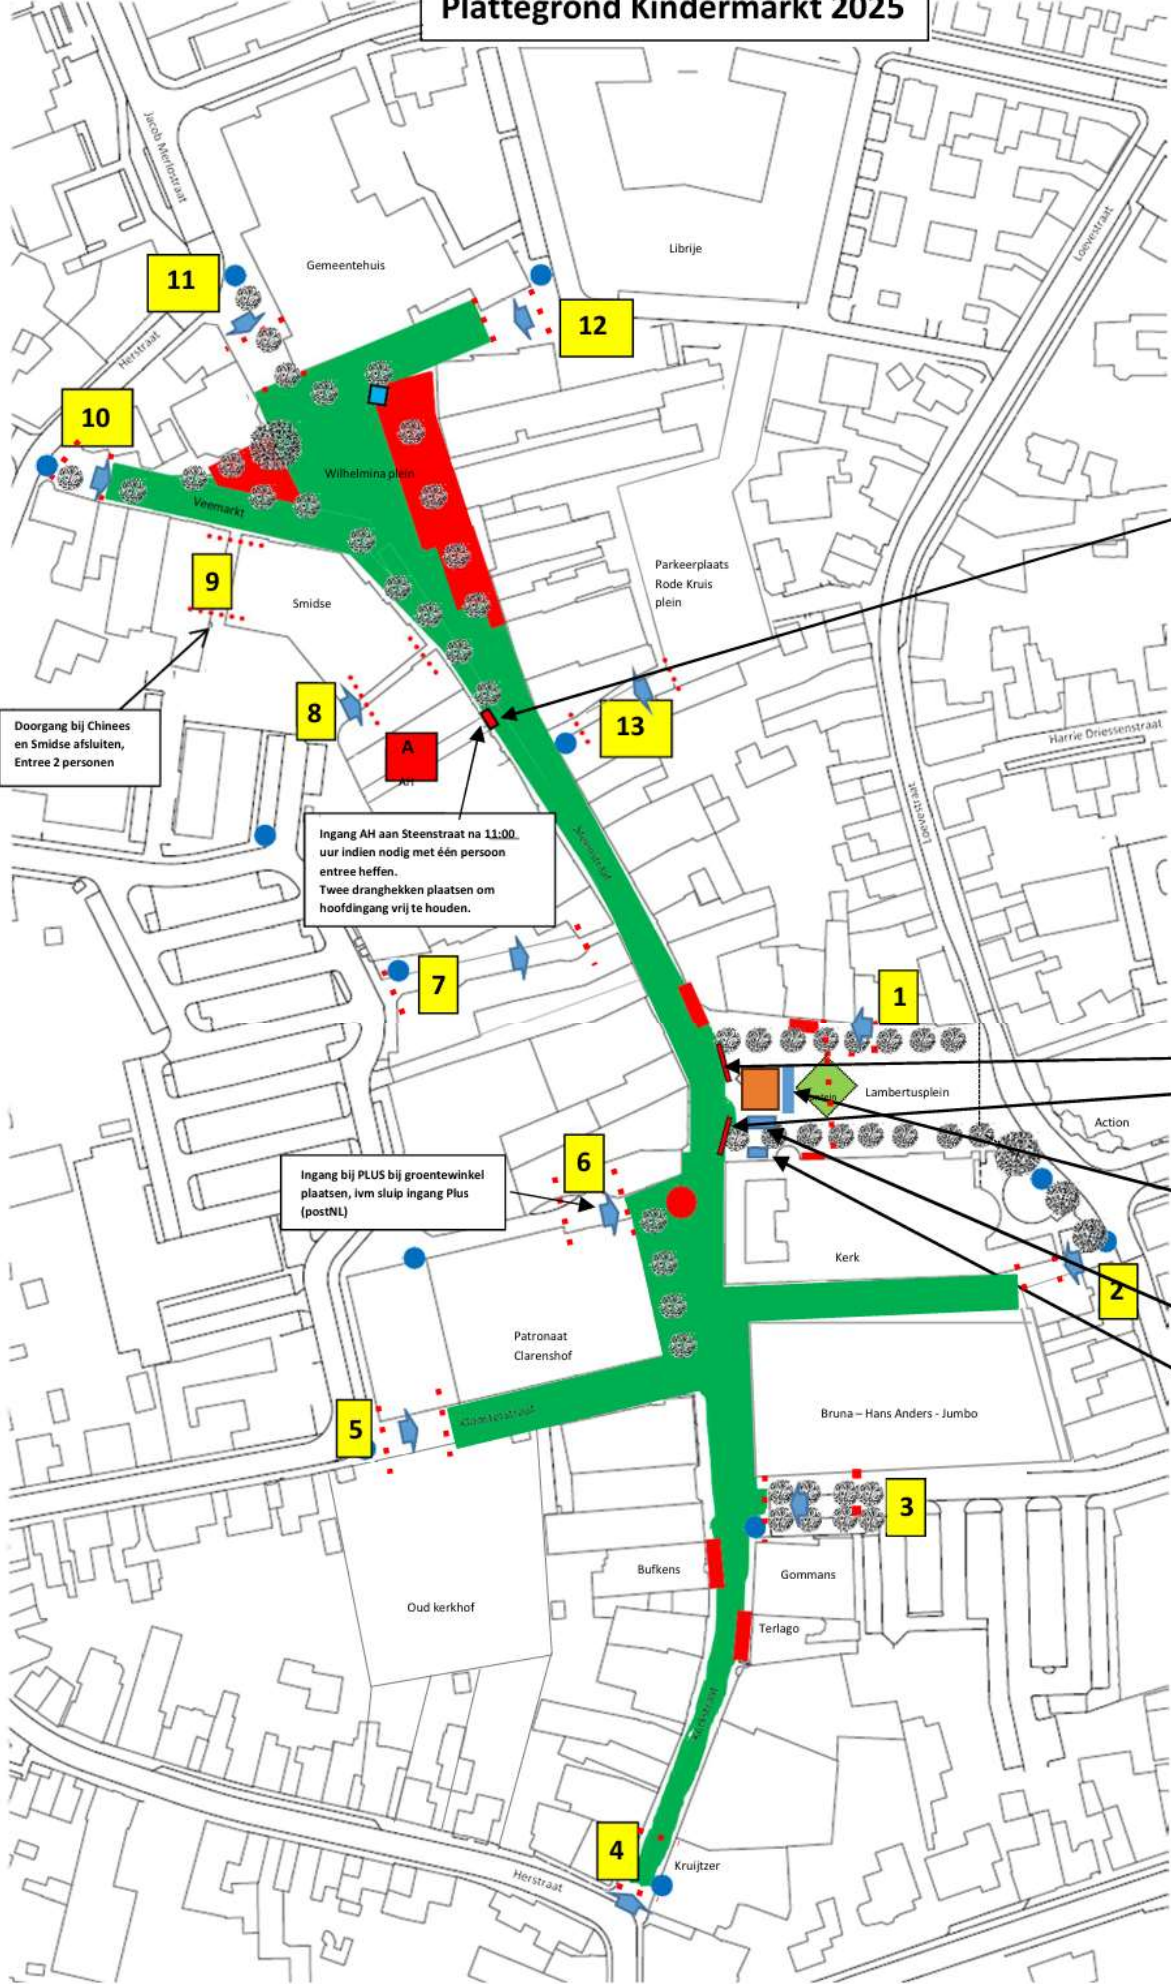 Plattegrond Kindermarkt 2025
Jacob Merlostraat
Loevestraat
Librije
Gemeentehuis
11
12
Herstraat
10
Wilhelmina plein
Veemarkt
9
Smidse
Parkeerplaats
Rode Kruis
plein
8
13
Doorgang bij Chinees
en Smidse afsluiten,
Entree 2 personen
A
AH
Harrie Driessenstraat
Loevestraat
Ingang AH aan Steenstraat na 11:00
uur indien nodig met één persoon
entree heffen.
Twee dranghekken plaatsen om
hoofdingang vrij te houden.
Steenstraat
7
1
Lambertusplein
Action
6
Ingang bij PLUS bij groentewinkel
plaatsen, ivm sluip ingang Plus
(postNL)
Kerk
2
Patronaat
Clarenshof
5
Bruna – Hans Anders - Jumbo
3
Bufkens
Gommans
Oud kerkhof
Terlago
Kerkstraat
4
Kruijtzer
Herstraat